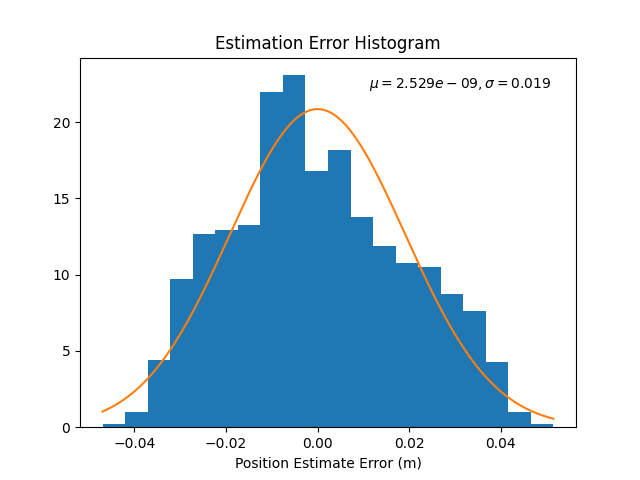 Estimation Error Histogram
μ = 2.529e − 09, σ = 0.019
20
15
10
5
0
−0.04 −0.02 0.00 0.02 0.04
Position Estimate Error (m)